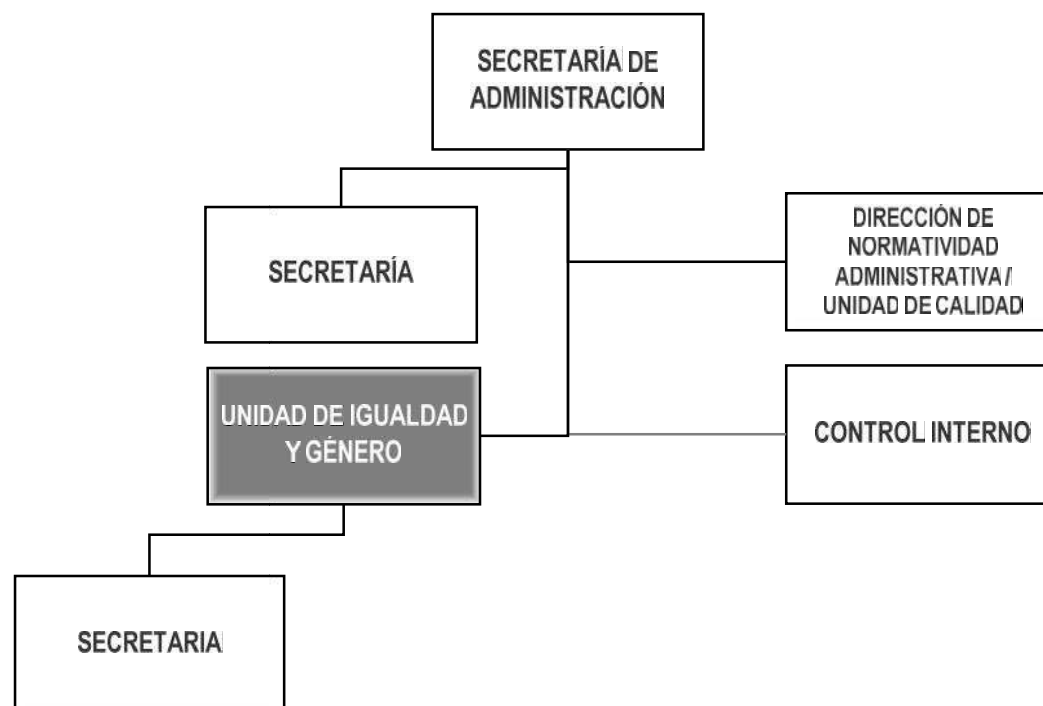 SECRETARÍA DE
ADMINISTRACIÓN
SECRETARÍA
DIRECCIÓN DE
NORMATIVIDAD
ADMINISTRATIVA /
UNIDAD DE CALIDAD
UNIDAD DE IGUALDAD
Y GÉNERO
CONTROL INTERNO
SECRETARIA